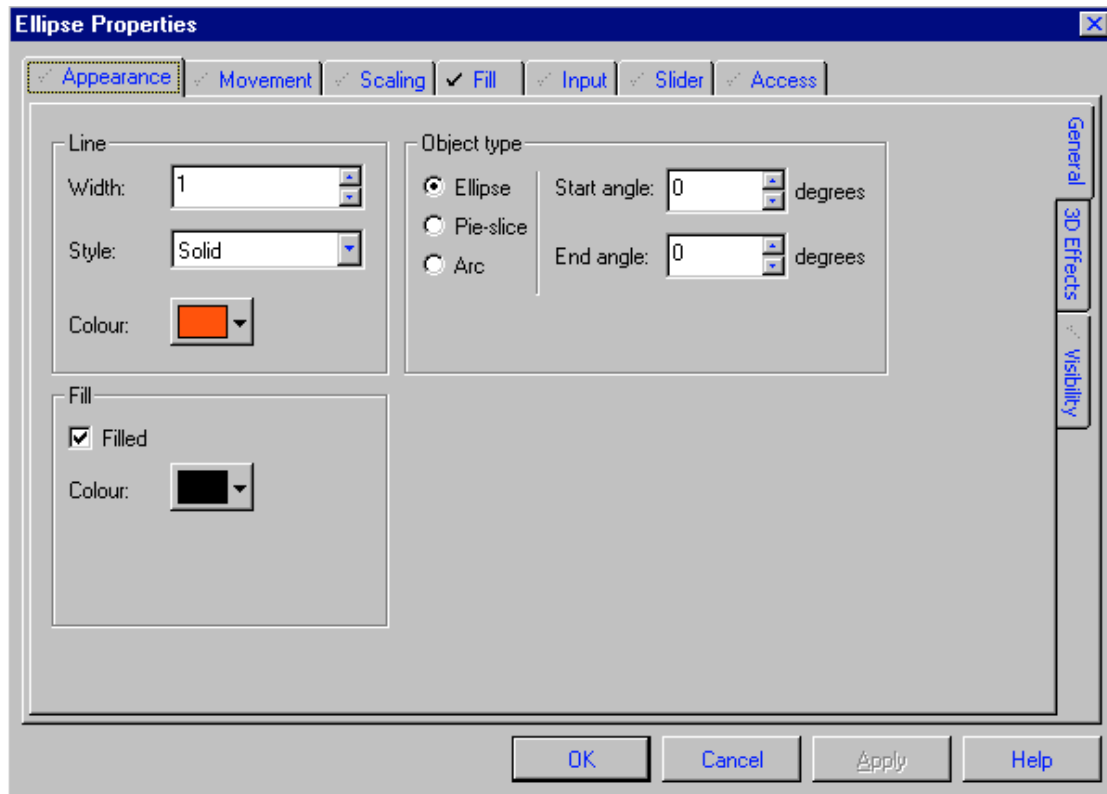 Ellipse Properties
Appearance Movement Scaling Fill Input Slider Access
General
3D Effects
Visibility
Line
Width: 1
Style: Solid
Colour:
Object type
Ellipse
Pie-slice
Arc
Start angle: 0 degrees
End angle: 0 degrees
Fill
Filled
Colour:
OK Cancel Apply Help